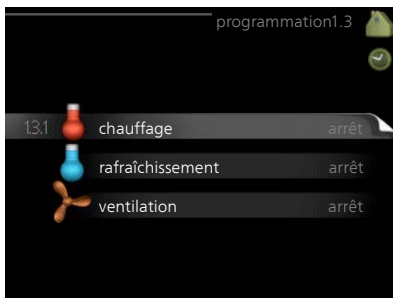 programmation1.3
1.3.1 chauffage arrêt
rafraîchissement arrêt
ventilation arrêt